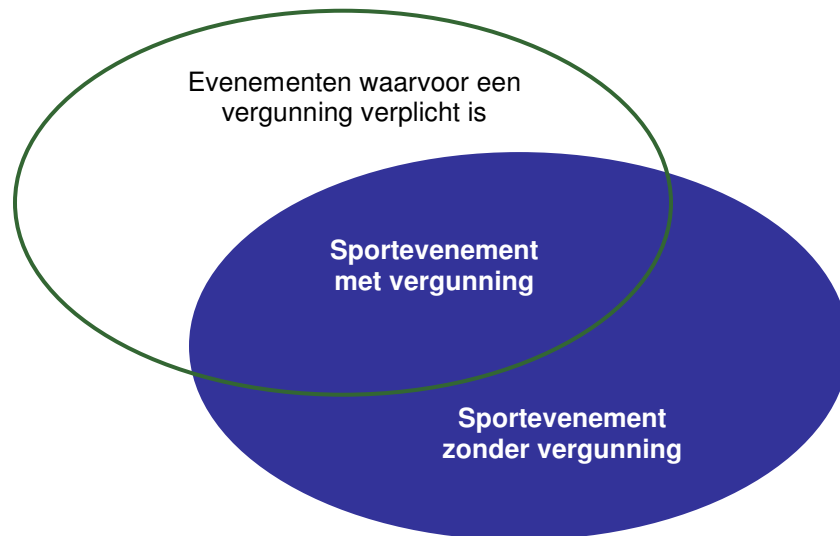 Evenementen waarvoor een
vergunning verplicht is
Sportevenement
met vergunning
Sportevenement
zonder vergunning